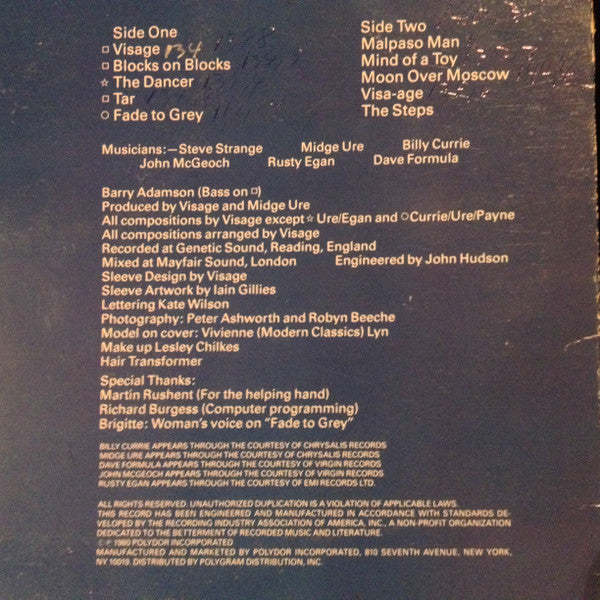 Side One
□ Visage 134
□ Blocks on Blocks
☆ The Dancer
□ Tar
○ Fade to Grey
Side Two
Malpaso Man
Mind of a Toy
Moon Over Moscow
Visa-age
The Steps
Musicians:—Steve Strange Midge Ure Billy Currie
John McGeoch Rusty Egan Dave Formula
Barry Adamson (Bass on □)
Produced by Visage and Midge Ure
All compositions by Visage except ☆ Ure/Egan and ○ Currie/Ure/Payne
All compositions arranged by Visage
Recorded at Genetic Sound, Reading, England
Mixed at Mayfair Sound, London Engineered by John Hudson
Sleeve Design by Visage
Sleeve Artwork by Iain Gillies
Lettering Kate Wilson
Photography: Peter Ashworth and Robyn Beeche
Model on cover: Vivienne (Modern Classics) Lyn
Make up Lesley Chilkes
Hair Transformer
Special Thanks:
Martin Rushent (For the helping hand)
Richard Burgess (Computer programming)
Brigitte: Woman's voice on "Fade to Grey"
BILLY CURRIE APPEARS THROUGH THE COURTESY OF CHRYSALIS RECORDS
MIDGE URE APPEARS THROUGH THE COURTESY OF CHRYSALIS RECORDS
DAVE FORMULA APPEARS THROUGH THE COURTESY OF VIRGIN RECORDS
JOHN MCGEOCH APPEARS THROUGH THE COURTESY OF VIRGIN RECORDS
RUSTY EGAN APPEARS THROUGH THE COURTESY OF EMI RECORDS LTD.
ALL RIGHTS RESERVED. UNAUTHORIZED DUPLICATION IS A VIOLATION OF APPLICABLE LAWS.
THIS RECORD HAS BEEN ENGINEERED AND MANUFACTURED IN ACCORDANCE WITH STANDARDS DE-
VELOPED BY THE RECORDING INDUSTRY ASSOCIATION OF AMERICA, INC., A NON-PROFIT ORGANIZATION
DEDICATED TO THE BETTERMENT OF RECORDED MUSIC AND LITERATURE.
© ℗ 1980 POLYDOR INCORPORATED
MANUFACTURED AND MARKETED BY POLYDOR INCORPORATED, 810 SEVENTH AVENUE, NEW YORK,
NY 10019. DISTRIBUTED BY POLYGRAM DISTRIBUTION, INC.